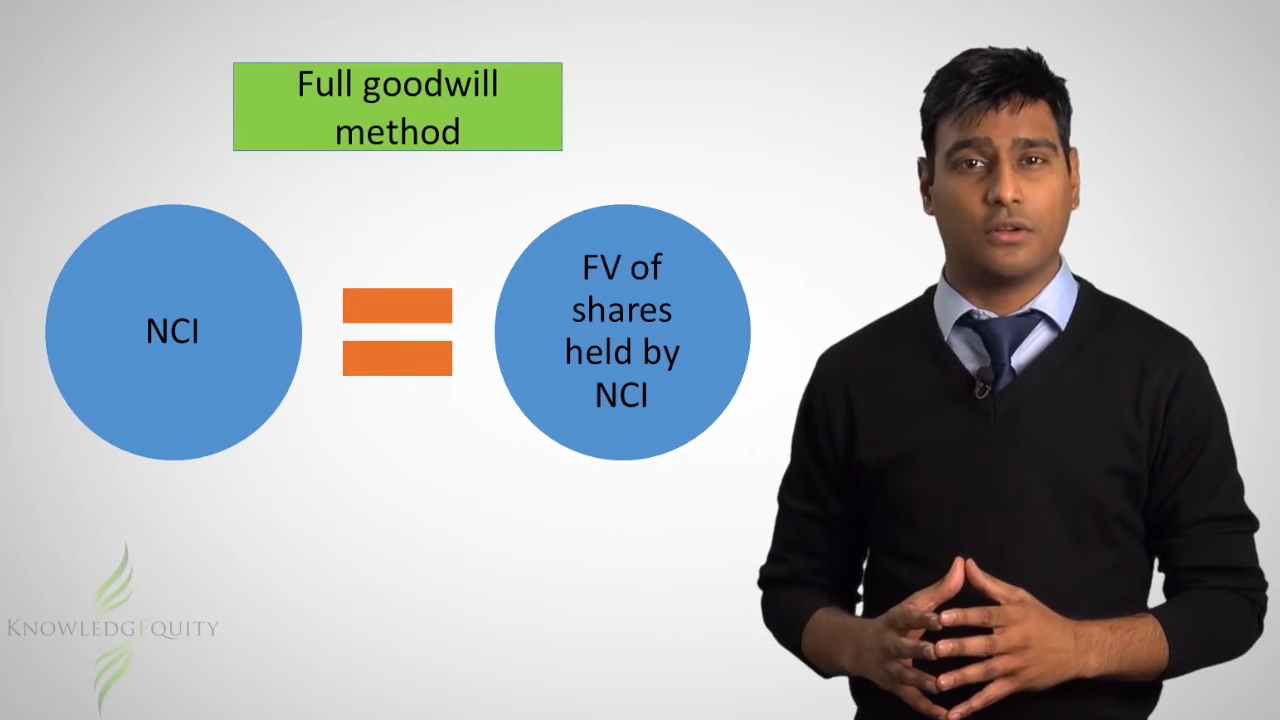 Full goodwill
method
NCI
FV of
shares
held by
NCI
KNOWLEDGEQUITY